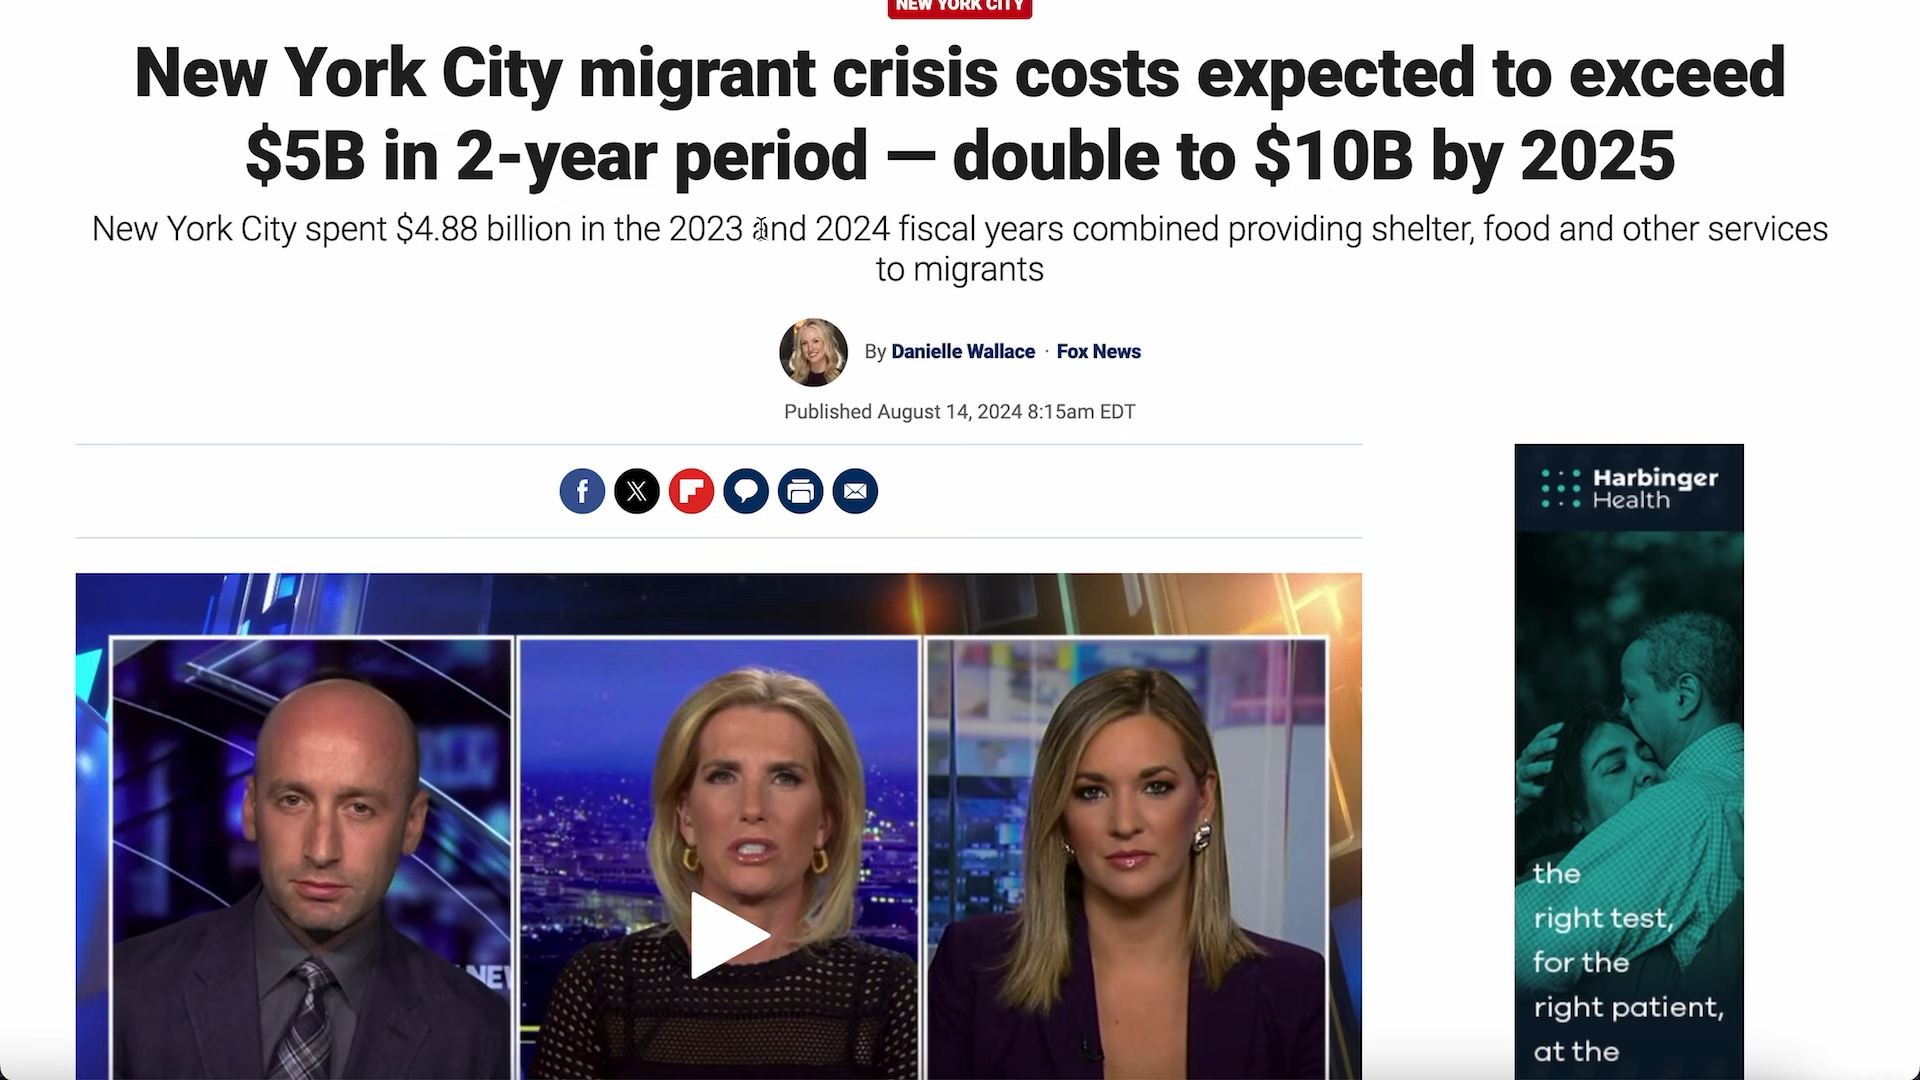 NEW YORK CITY
New York City migrant crisis costs expected to exceed
$5B in 2-year period — double to $10B by 2025
New York City spent $4.88 billion in the 2023 and 2024 fiscal years combined providing shelter, food and other services
to migrants
By Danielle Wallace · Fox News
Published August 14, 2024 8:15am EDT
Harbinger
Health
the
right test,
for the
right patient,
at the